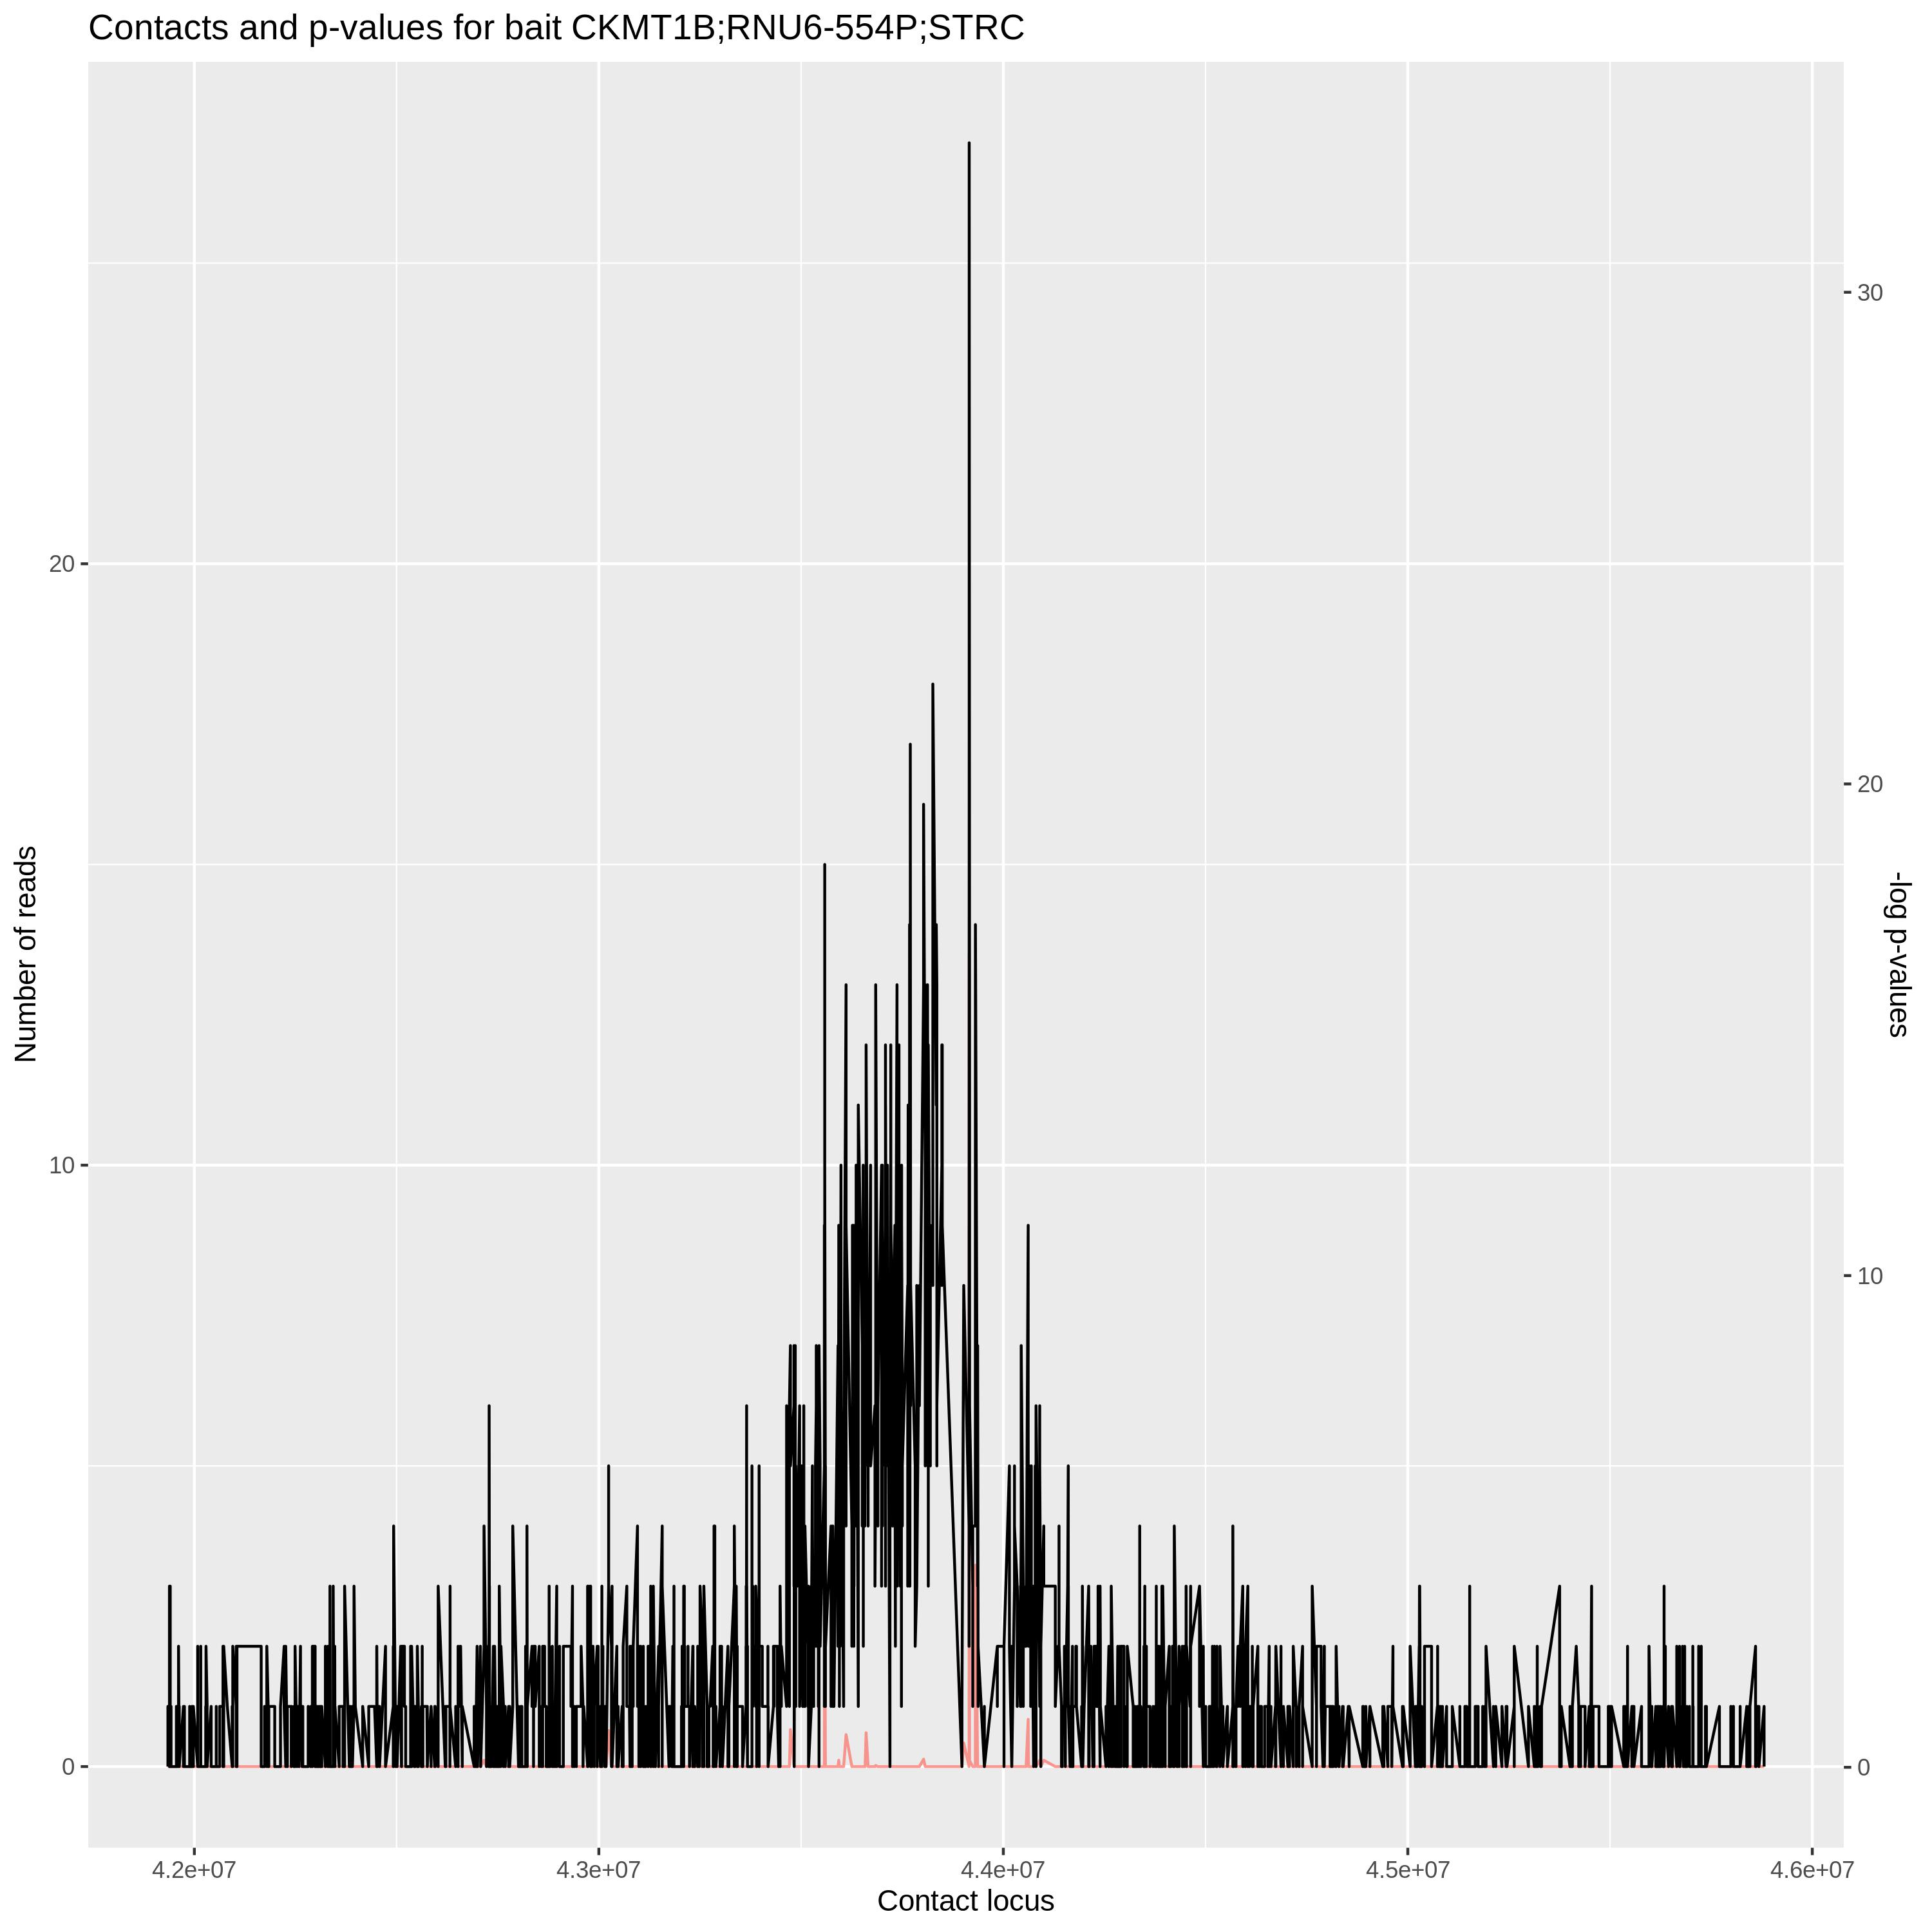 Contacts and p-values for bait CKMT1B;RNU6-554P;STRC
Number of reads
20
10
0
30
20
10
0
-log p-values
4.2e+07
4.3e+07
4.4e+07
4.5e+07
4.6e+07
Contact locus